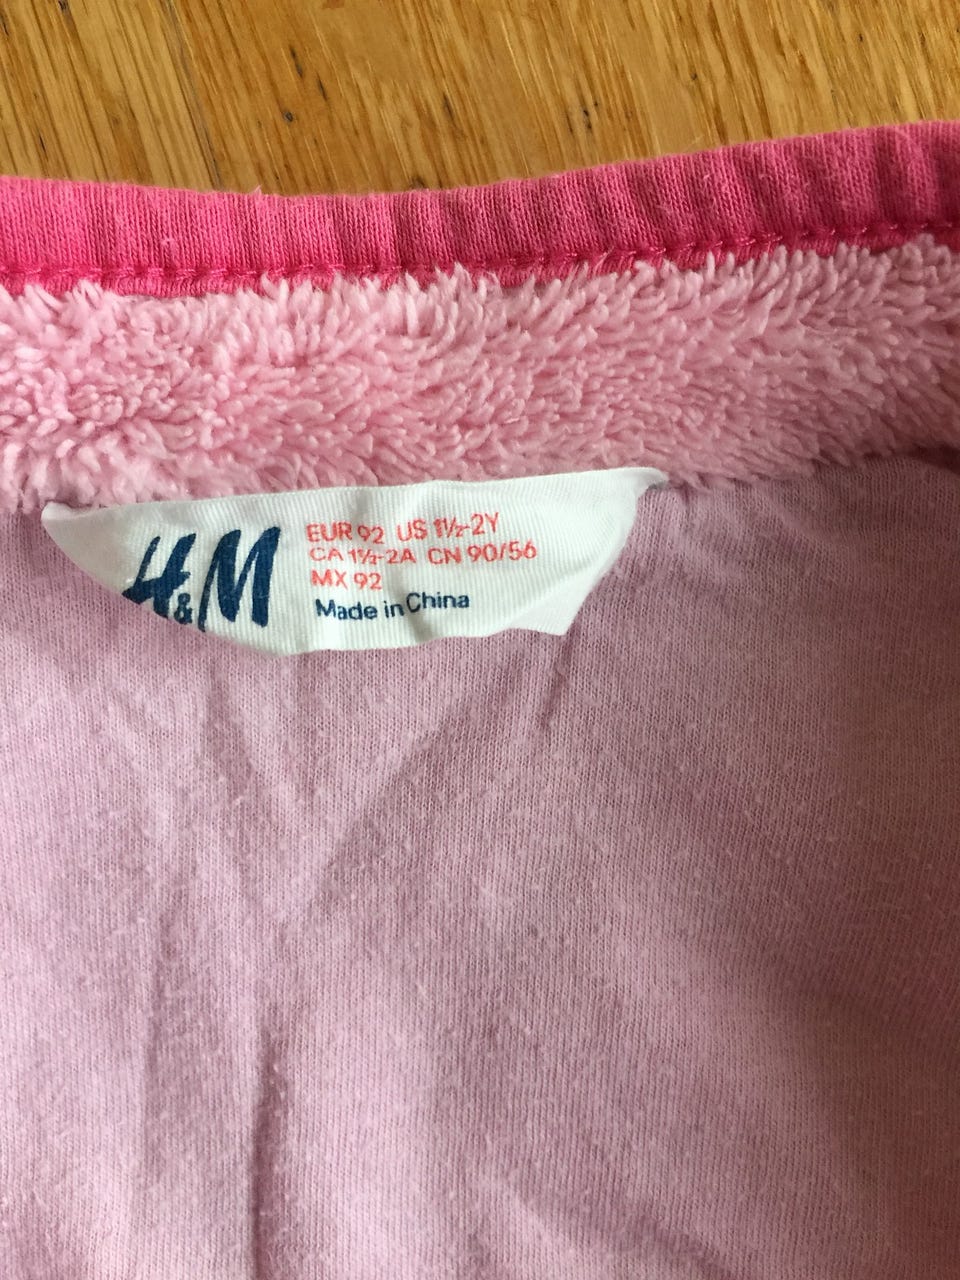 H&M
EUR 92 US 1½-2Y
CA 1½-2A CN 90/56
MX 92
Made in China